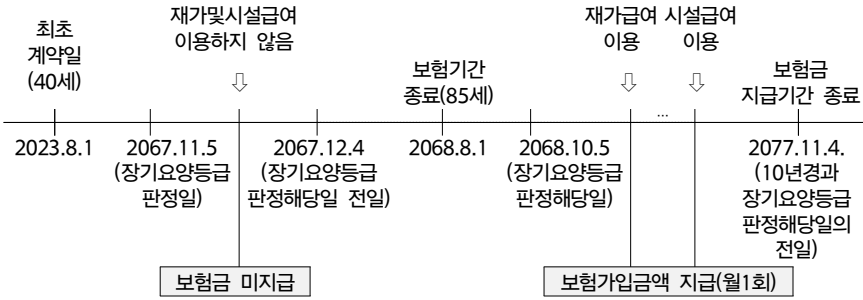 최초
계약일
(40세)
재가및시설급여
이용하지 않음
보험기간
종료(85세)
재가급여 시설급여
이용 이용
보험금
지급기간 종료
...
2023.8.1
2067.11.5
(장기요양등급
판정일)
2067.12.4
(장기요양등급
판정해당일 전일)
2068.8.1
2068.10.5
(장기요양등급
판정해당일)
2077.11.4.
(10년경과
장기요양등급
판정해당일의
전일)
보험금 미지급
보험가입금액 지급(월1회)